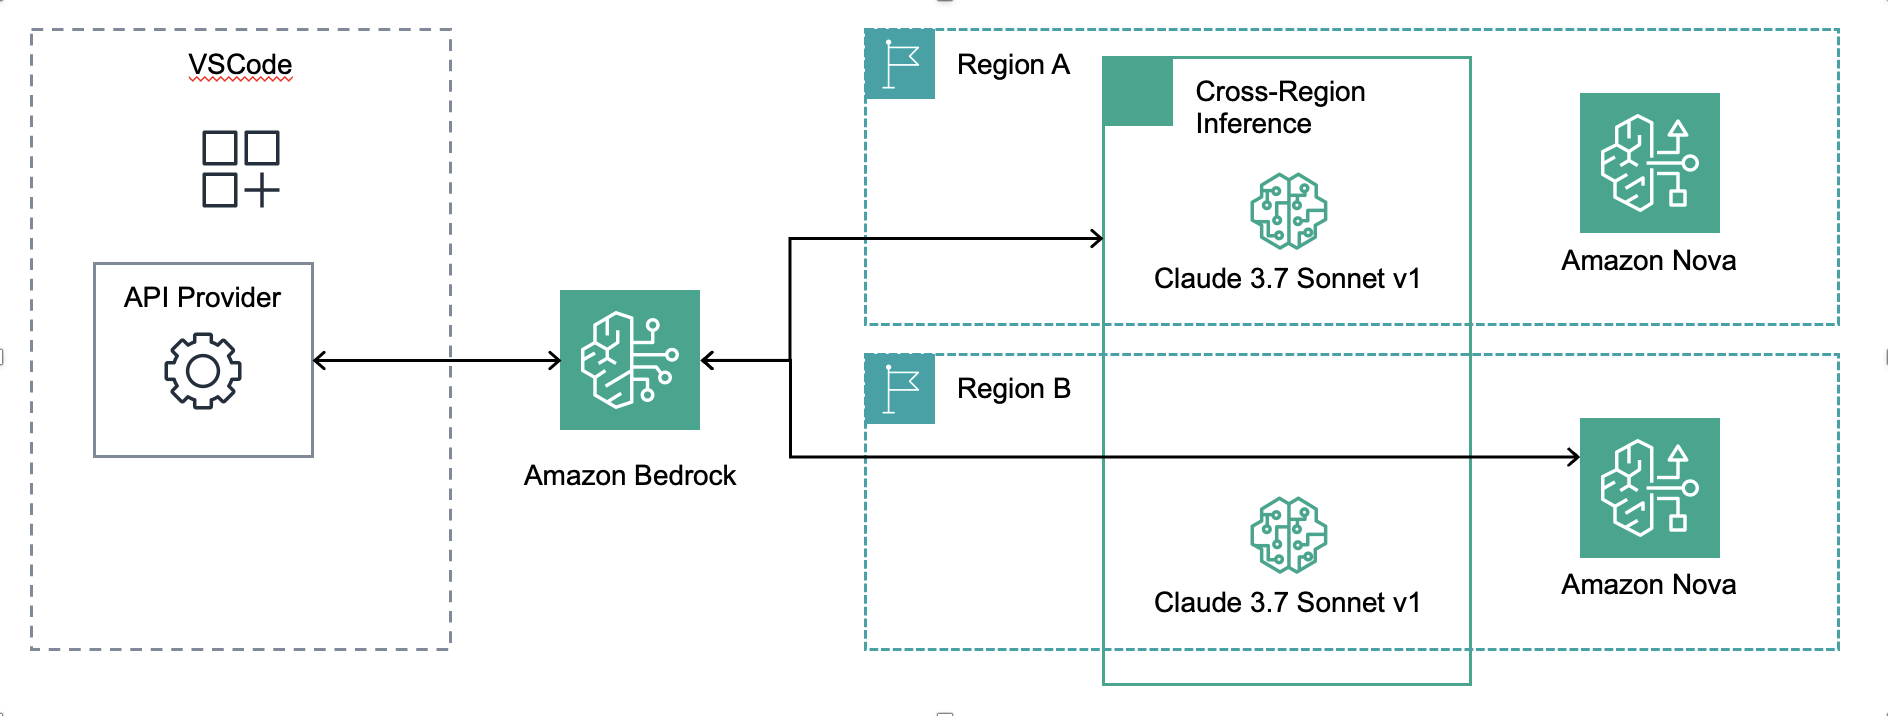 VSCode
API Provider
Amazon Bedrock
Region A
Cross-Region
Inference
Claude 3.7 Sonnet v1
Amazon Nova
Region B
Claude 3.7 Sonnet v1
Amazon Nova